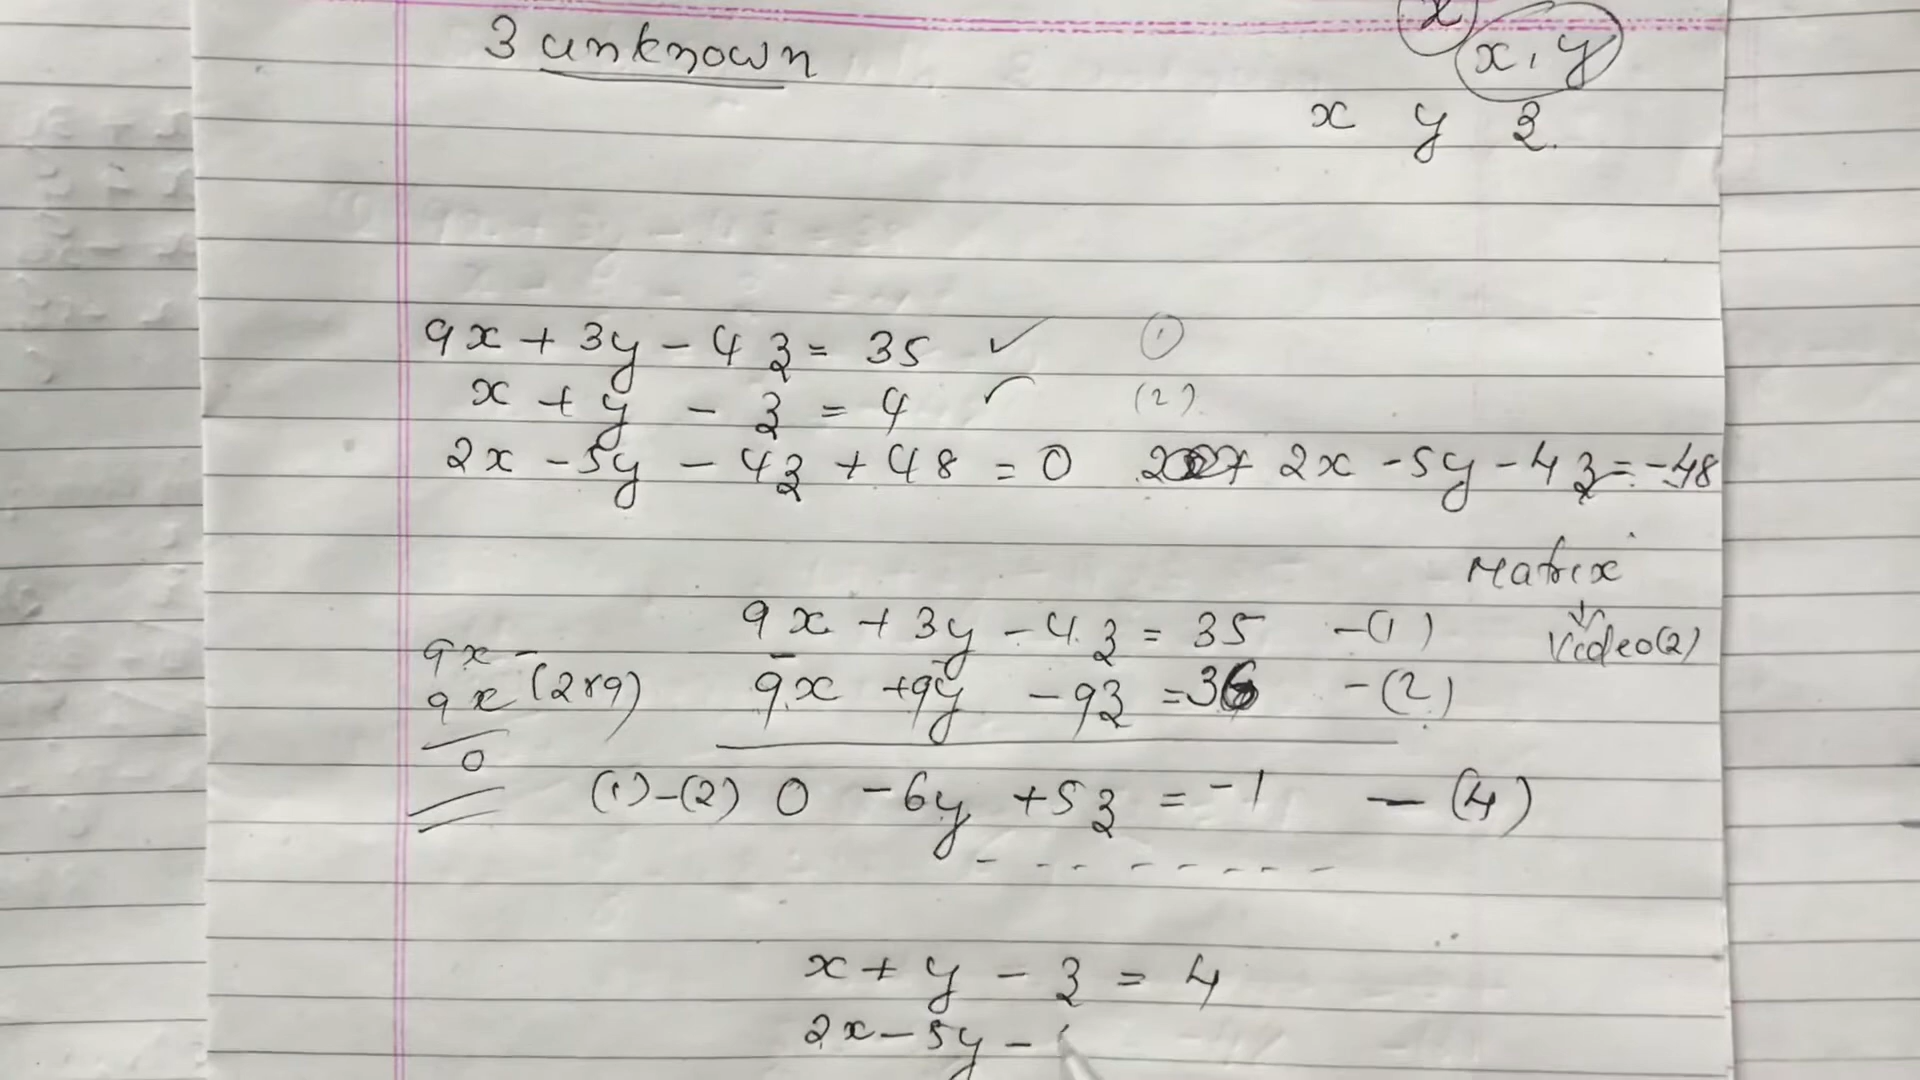 x
3 unknown
x, y
x y z.
9x + 3y - 4z = 35 ✓ (1)
x + y - z = 4 ✓ (2)
2x - 5y - 4z + 48 = 0 2x - 5y - 4z = -48
Matrix
↓
Video(2)
9x + 3y - 4z = 35 -(1)
9x -
9x (2×9) 9x + 9y - 9z = 36 -(2)
0
(1)-(2) 0 - 6y + 5z = -1 — (4)
x + y - z = 4
2x - 5y -